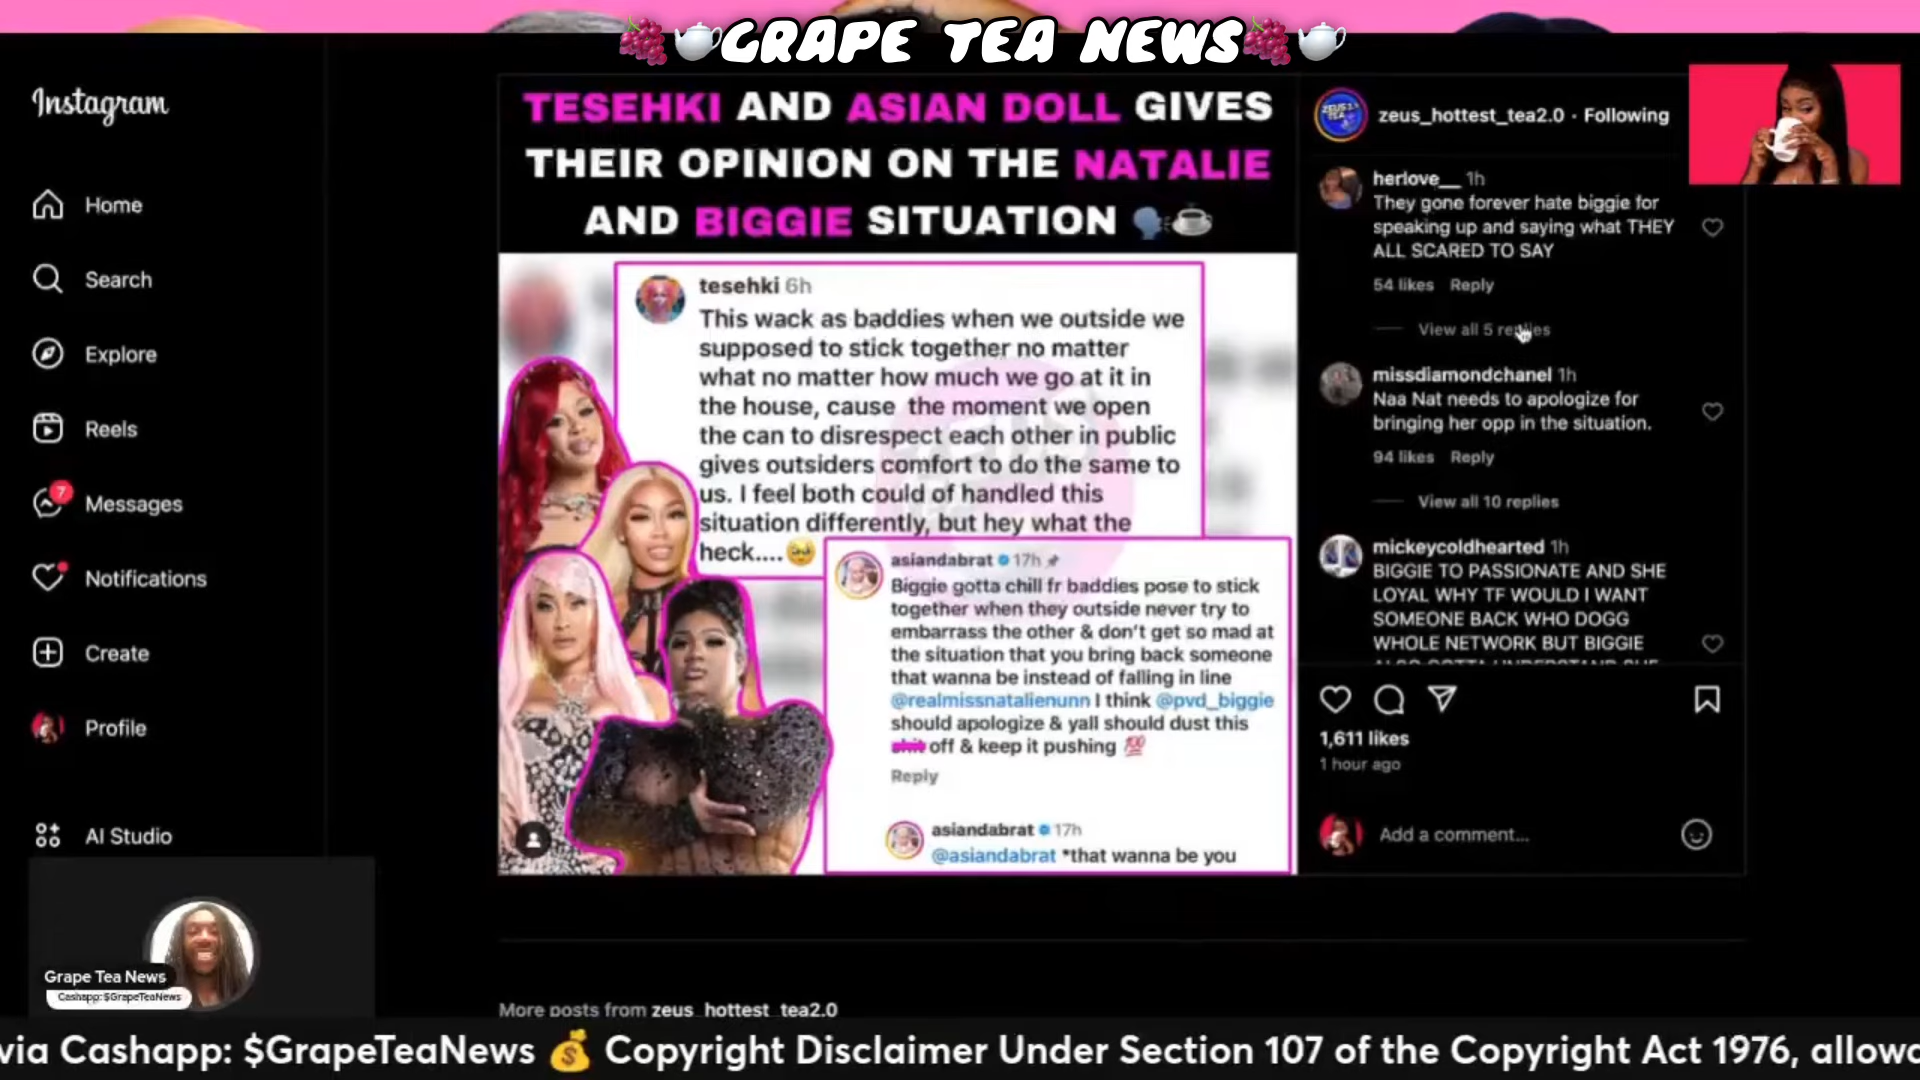 GRAPE TEA NEWS
Instagram
Home
Search
Explore
Reels
7
Messages
Notifications
Create
Profile
AI Studio
TESEHKI AND ASIAN DOLL GIVES
THEIR OPINION ON THE NATALIE
AND BIGGIE SITUATION
tesehki 6h
This wack as baddies when we outside we
supposed to stick together no matter
what no matter how much we go at it in
the house, cause the moment we open
the can to disrespect each other in public
gives outsiders comfort to do the same to
us. I feel both could of handled this
situation differently, but hey what the
heck....🥹
asiandabrat 17h
Biggie gotta chill fr baddies pose to stick
together when they outside never try to
embarrass the other & don't get so mad at
the situation that you bring back someone
that wanna be instead of falling in line
@realmissnatalienunn I think @pvd_biggie
should apologize & yall should dust this
off & keep it pushing 💯
Reply
asiandabrat 17h
@asiandabrat *that wanna be you
zeus_hottest_tea2.0 · Following
herlove__ 1h
They gone forever hate biggie for
speaking up and saying what THEY
ALL SCARED TO SAY
54 likes Reply
View all 5 replies
missdiamondchanel 1h
Naa Nat needs to apologize for
bringing her opp in the situation.
94 likes Reply
View all 10 replies
mickeycoldhearted 1h
BIGGIE TO PASSIONATE AND SHE
LOYAL WHY TF WOULD I WANT
SOMEONE BACK WHO DOGG
WHOLE NETWORK BUT BIGGIE
1,611 likes
1 hour ago
Add a comment...
Grape Tea News
Cashapp: $GrapeTeaNews
More posts from zeus_hottest_tea2.0
via Cashapp: $GrapeTeaNews 💰 Copyright Disclaimer Under Section 107 of the Copyright Act 1976, allowa